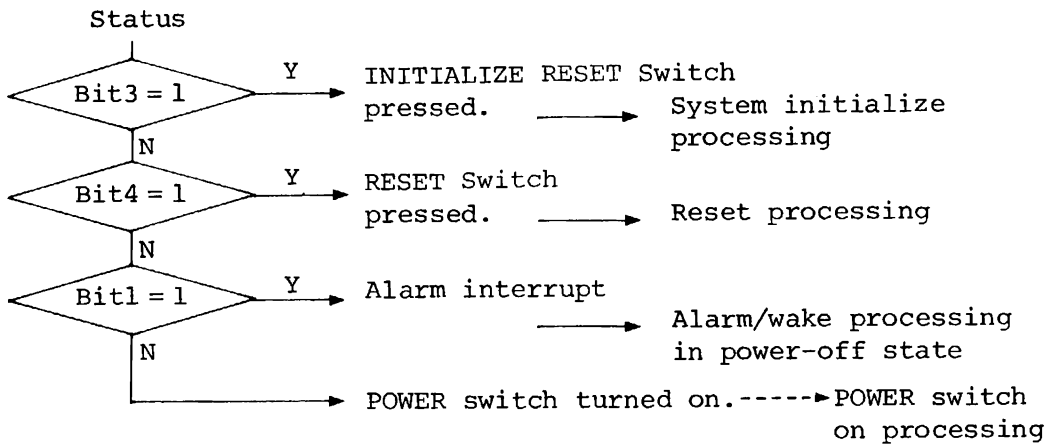 Status
Bit3 = 1
Y
INITIALIZE RESET Switch
pressed.
System initialize
processing
N
Bit4 = 1
Y
RESET Switch
pressed.
Reset processing
N
Bit1 = 1
Y
Alarm interrupt
Alarm/wake processing
in power-off state
N
POWER switch turned on.
POWER switch
on processing